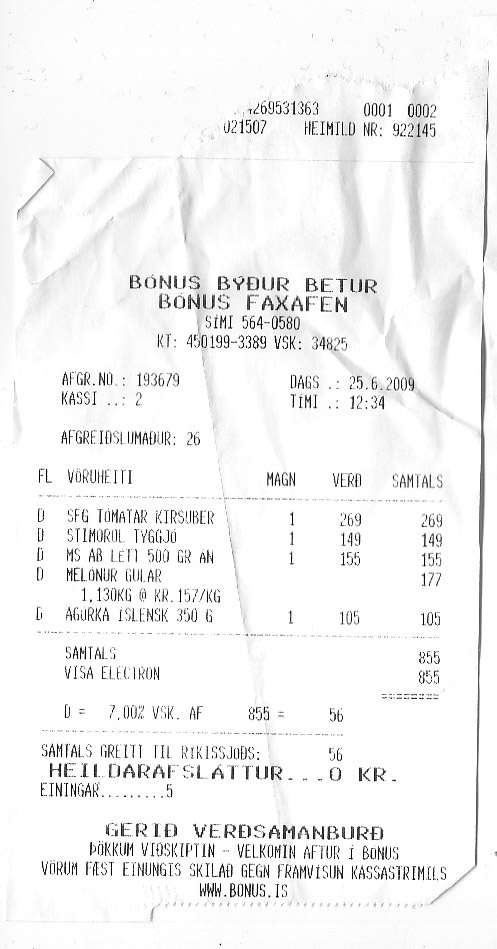 4269531363 0001 0002
021507 HEIMILD NR: 922145
BÓNUS BÝÐUR BETUR
BÓNUS FAXAFEN
SÍMI 564-0580
KT: 450199-3389 VSK: 34825
AFGR.NO.: 193679 DAGS .: 25.6.2009
KASSI ..: 2 TÍMI .: 12:34
AFGREIÐSLUMAÐUR: 26
FL VÖRUHEITI MAGN VERÐ SAMTALS
D SFG TÓMATAR KIRSUBER 1 269 269
D STIMOROL TYGGJÓ 1 149 149
D MS AB LÉTT 500 GR ÁN 1 155 155
D MELÓNUR GULAR 177
1,130KG @ KR.157/KG
D AGÚRKA ÍSLENSK 350 G 1 105 105
SAMTALS 855
VISA ELECTRON 855
========
D = 7,00% VSK. AF 855 = 56
SAMTALS GREITT TIL RÍKISSJÓÐS: 56
HEILDARAFSLÁTTUR...0 KR.
EININGAR.........5
GERIÐ VERÐSAMANBURÐ
ÞÖKKUM VIÐSKIPTIN - VELKOMIN AFTUR Í BÓNUS
VÖRUM FÆST EINUNGIS SKILAÐ GEGN FRAMVÍSUN KASSASTRIMILS
WWW.BONUS.IS